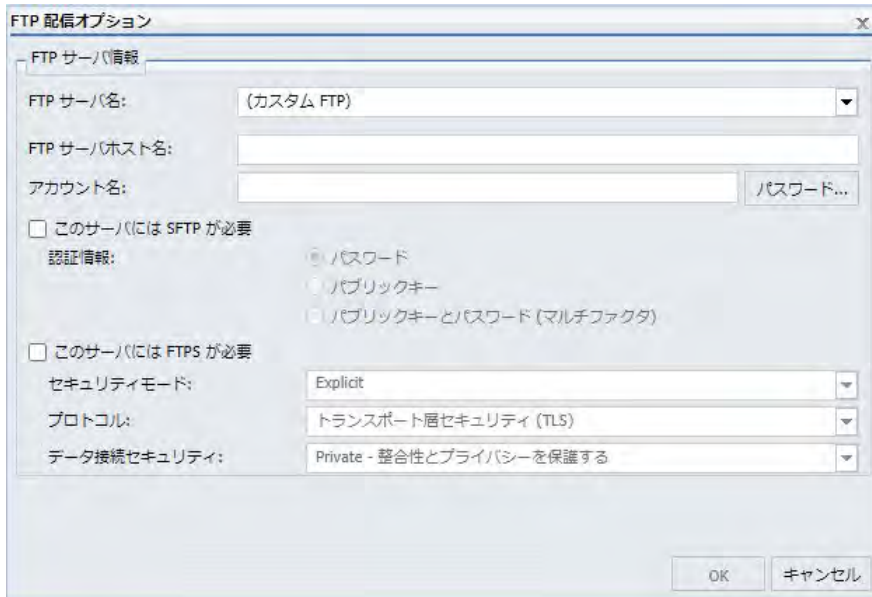 FTP 配信オプション
FTP サーバ情報
FTP サーバ名: (カスタム FTP)
FTP サーバホスト名:
アカウント名: パスワード...
このサーバには SFTP が必要
認証情報: パスワード
パブリックキー
パブリックキーとパスワード (マルチファクタ)
このサーバには FTPS が必要
セキュリティモード: Explicit
プロトコル: トランスポート層セキュリティ (TLS)
データ接続セキュリティ: Private - 整合性とプライバシーを保護する
OK キャンセル